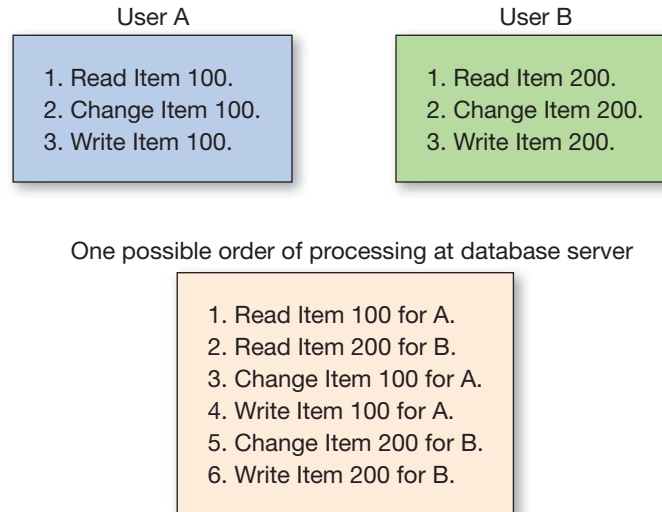 User A
1. Read Item 100.
2. Change Item 100.
3. Write Item 100.
User B
1. Read Item 200.
2. Change Item 200.
3. Write Item 200.
One possible order of processing at database server
1. Read Item 100 for A.
2. Read Item 200 for B.
3. Change Item 100 for A.
4. Write Item 100 for A.
5. Change Item 200 for B.
6. Write Item 200 for B.